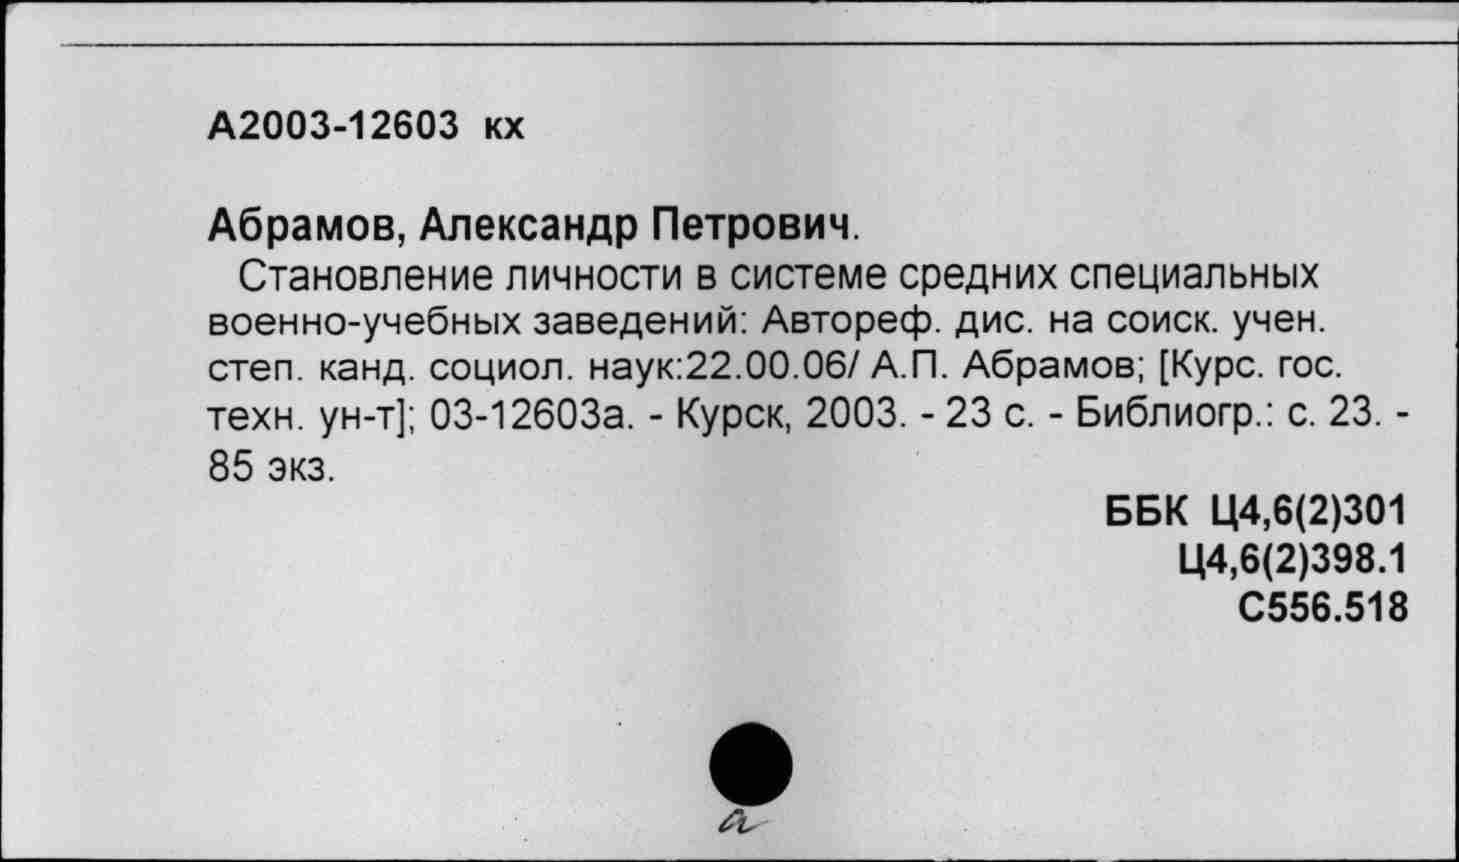 А2003-12603 кх
Абрамов, Александр Петрович.
Становление личности в системе средних специальных
военно-учебных заведений: Автореф. дис. на соиск. учен.
степ. канд. социол. наук:22.00.06/ А.П. Абрамов; [Курс. гос.
техн. ун-т]; 03-12603а. - Курск, 2003. - 23 с. - Библиогр.: с. 23. -
85 экз.
ББК Ц4,6(2)301
Ц4,6(2)398.1
С556.518
а